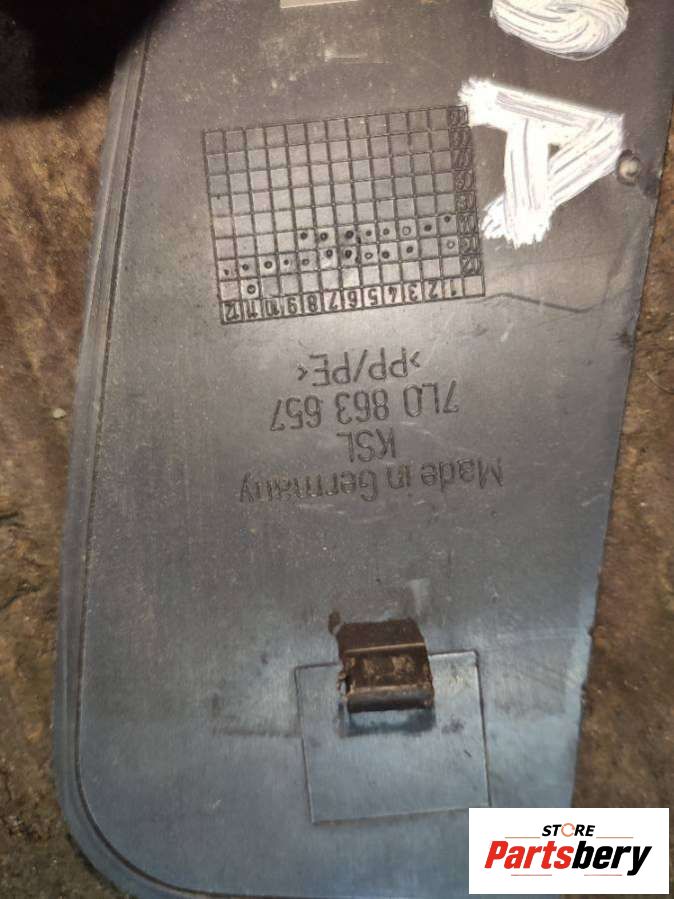 Made in Germany
KSL
7L0 863 657
>PP/PE<
1 2 3 4 5 6 7 8 9 10 11 12
STORE
Partsbery